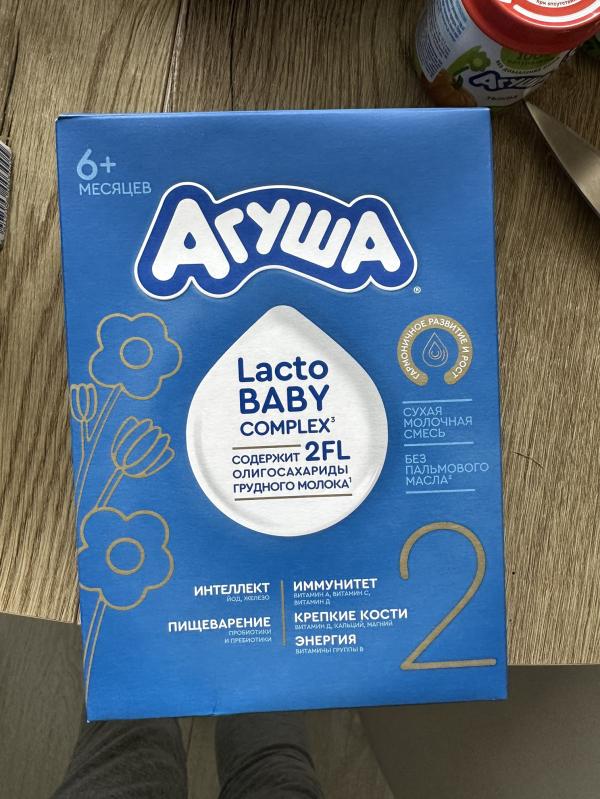 6+
МЕСЯЦЕВ
АГУША
®
ГАРМОНИЧНОЕ РАЗВИТИЕ И РОСТ
Lacto
BABY
COMPLEX³
СОДЕРЖИТ 2FL
ОЛИГОСАХАРИДЫ
ГРУДНОГО МОЛОКА¹
СУХАЯ
МОЛОЧНАЯ
СМЕСЬ
БЕЗ
ПАЛЬМОВОГО
МАСЛА²
2
ИНТЕЛЛЕКТ
ЙОД, ЖЕЛЕЗО
ПИЩЕВАРЕНИЕ
ПРОБИОТИКИ
И ПРЕБИОТИКИ
ИММУНИТЕТ
ВИТАМИН А, ВИТАМИН С,
ВИТАМИН Д
КРЕПКИЕ КОСТИ
ВИТАМИН Д, КАЛЬЦИЙ, МАГНИЙ
ЭНЕРГИЯ
ВИТАМИНЫ ГРУППЫ В
Агуша